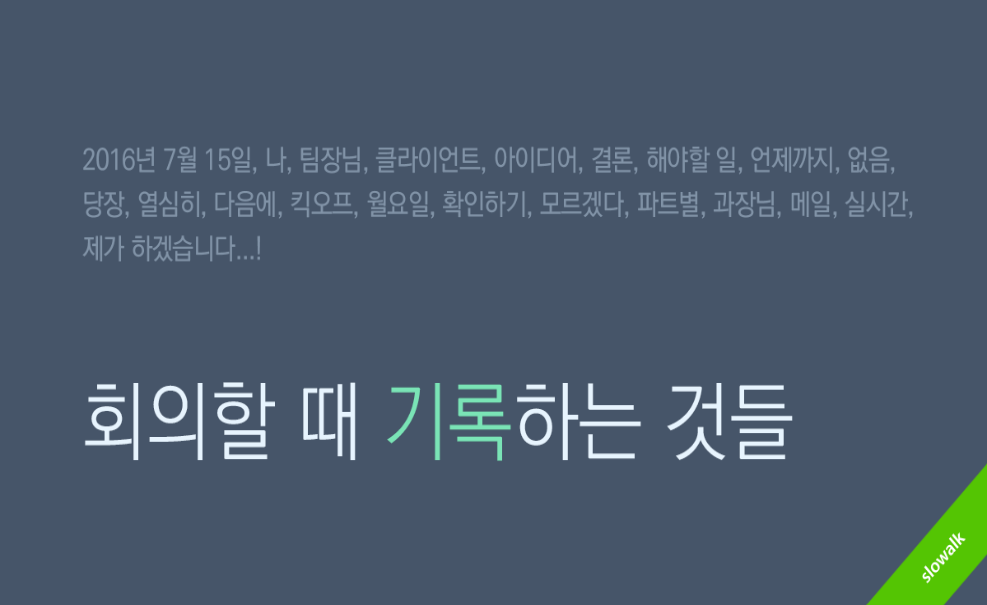 2016년 7월 15일, 나, 팀장님, 클라이언트, 아이디어, 결론, 해야할 일, 언제까지, 없음,
당장, 열심히, 다음에, 킥오프, 월요일, 확인하기, 모르겠다, 파트별, 과장님, 메일, 실시간,
제가 하겠습니다...!
회의할 때 기록하는 것들
slowalk